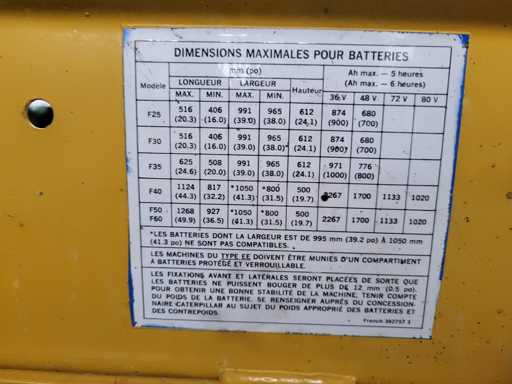 DIMENSIONS MAXIMALES POUR BATTERIES
mm (po) Ah max. — 5 heures
LONGUEUR LARGEUR (Ah max. — 6 heures)
Modèle MAX. MIN. MAX. MIN. Hauteur 36 V 48 V 72 V 80 V
F25 516 406 991 965 612 874 680
(20.3) (16.0) (39.0) (38.0) (24.1) (900) (700)
F30 516 406 991 965 612 874 680
(20.3) (16.0) (39.0) (38.0) (24.1) (900) (700)
F35 625 508 991 965 612 971 776
(24.6) (20.0) (39.0) (38.0) (24.1) (1000) (800)
F40 1124 817 *1050 *800 500 2267 1700 1133 1020
(44.3) (32.2) (41.3) (31.5) (19.7)
F50 1268 927 *1050 *800 500 2267 1700 1133 1020
F60 (49.9) (36.5) (41.3) (31.5) (19.7)
*LES BATTERIES DONT LA LARGEUR EST DE 995 mm (39.2 po) À 1050 mm
(41.3 po) NE SONT PAS COMPATIBLES.
LES MACHINES DU TYPE EE DOIVENT ÊTRE MUNIES D'UN COMPARTIMENT
À BATTERIES PROTÉGÉ ET VERROUILLABLE.
LES FIXATIONS AVANT ET LATÉRALES SERONT PLACÉES DE SORTE QUE
LES BATTERIES NE PUISSENT BOUGER DE PLUS DE 12 mm (0.5 po).
POUR OBTENIR UNE BONNE STABILITÉ DE LA MACHINE, TENIR COMPTE
DU POIDS DE LA BATTERIE. SE RENSEIGNER AUPRÈS DU CONCESSION-
NAIRE CATERPILLAR AU SUJET DU POIDS APPROPRIÉ DES BATTERIES ET
DES CONTREPOIDS.
French 392757 3